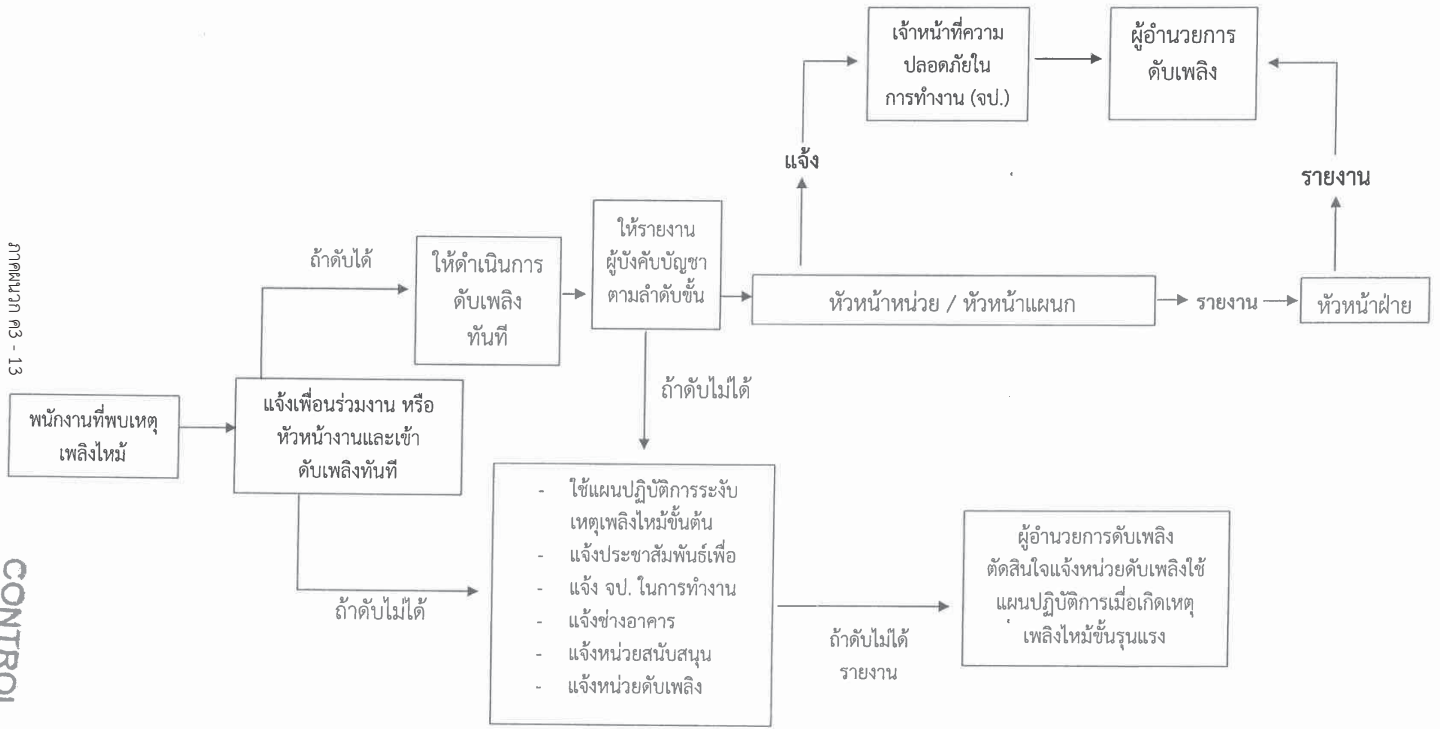 เจ้าหน้าที่ความ
ปลอดภัยใน
การทำงาน (จป.)
ผู้อำนวยการ
ดับเพลิง
แจ้ง
รายงาน
ถ้าดับได้
ให้ดำเนินการ
ดับเพลิง
ทันที
ให้รายงาน
ผู้บังคับบัญชา
ตามลำดับขั้น
หัวหน้าหน่วย / หัวหน้าแผนก
รายงาน
หัวหน้าฝ่าย
ภาคผนวก ค3 - 13
พนักงานที่พบเหตุ
เพลิงไหม้
แจ้งเพื่อนร่วมงาน หรือ
หัวหน้างานและเข้า
ดับเพลิงทันที
ถ้าดับไม่ได้
ถ้าดับไม่ได้
- ใช้แผนปฏิบัติการระงับ
เหตุเพลิงไหม้ขั้นต้น
- แจ้งประชาสัมพันธ์เพื่อ
- แจ้ง จป. ในการทำงาน
- แจ้งช่างอาคาร
- แจ้งหน่วยสนับสนุน
- แจ้งหน่วยดับเพลิง
ถ้าดับไม่ได้
รายงาน
ผู้อำนวยการดับเพลิง
ตัดสินใจแจ้งหน่วยดับเพลิงใช้
แผนปฏิบัติการเมื่อเกิดเหตุ
เพลิงไหม้ขั้นรุนแรง
CONTROL